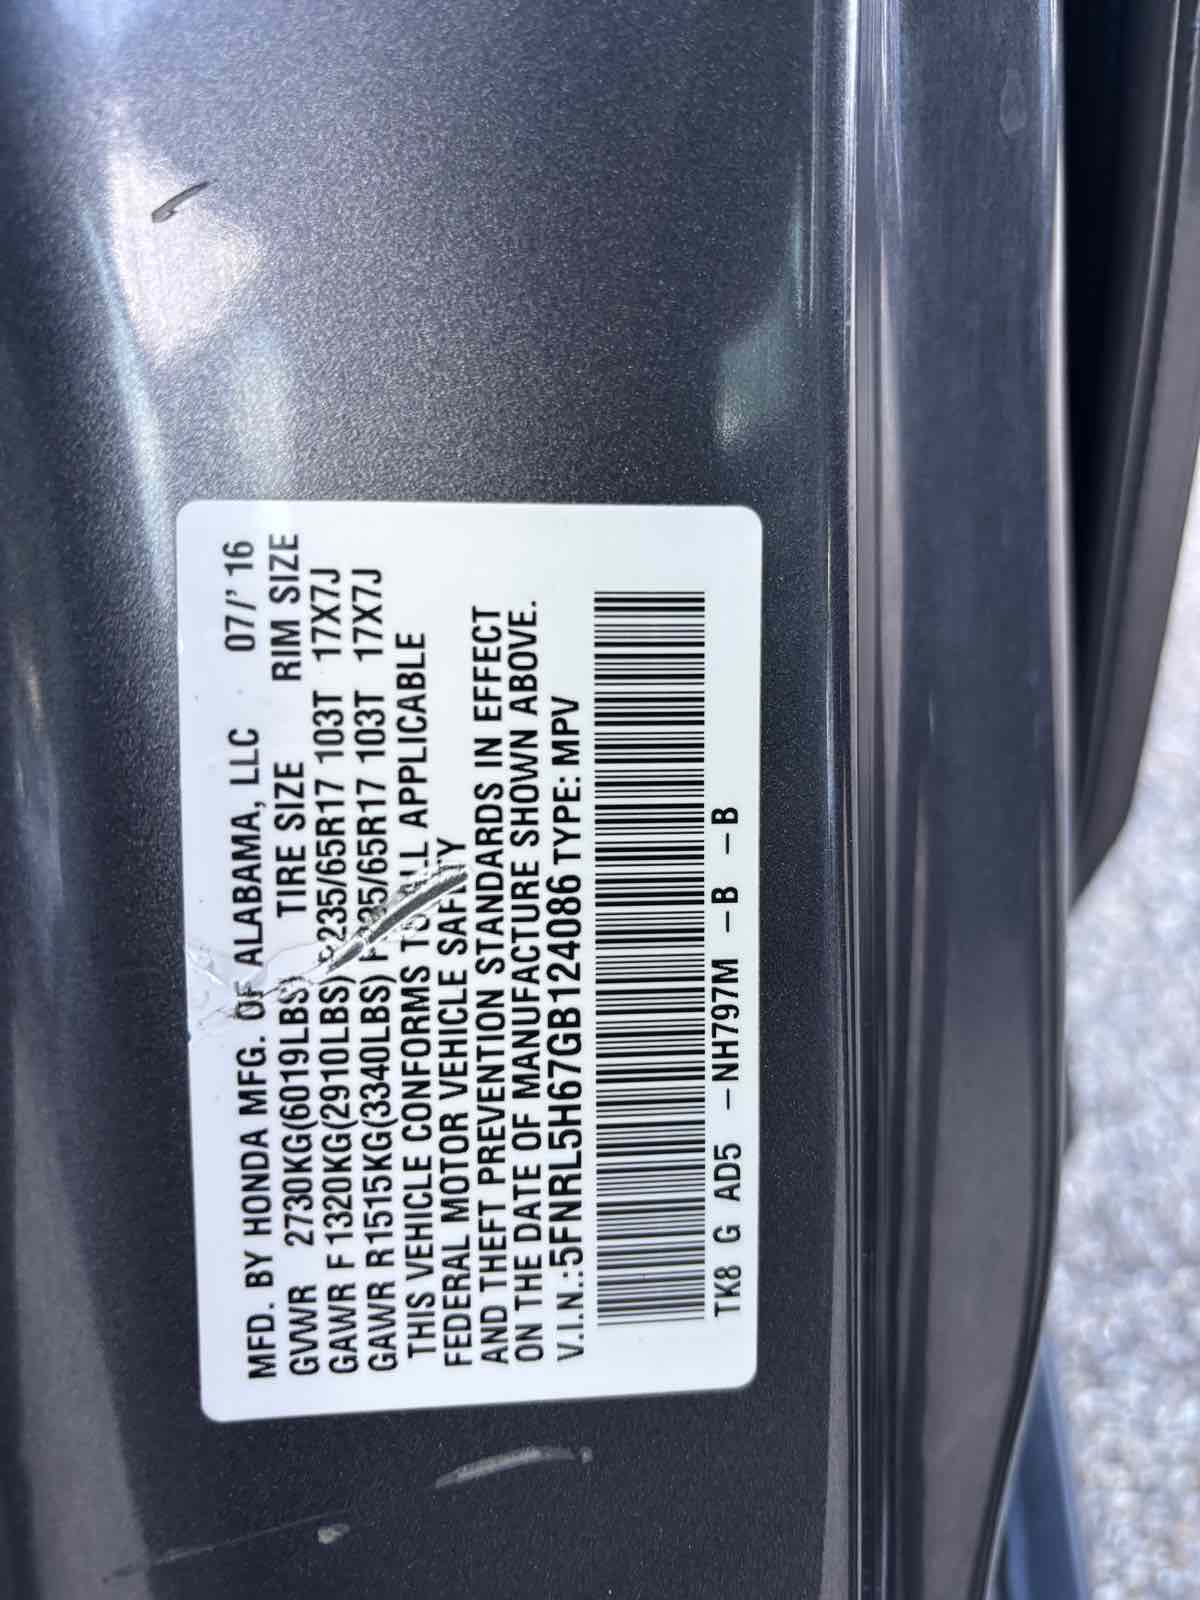 MFD. BY HONDA MFG. OF ALABAMA, LLC 07/' 16
GVWR 2730KG(6019LBS) TIRE SIZE RIM SIZE
GAWR F 1320KG(2910LBS) P235/65R17 103T 17X7J
GAWR R1515KG(3340LBS) P235/65R17 103T 17X7J
THIS VEHICLE CONFORMS TO ALL APPLICABLE
FEDERAL MOTOR VEHICLE SAFETY
AND THEFT PREVENTION STANDARDS IN EFFECT
ON THE DATE OF MANUFACTURE SHOWN ABOVE.
V.I.N.:5FNRL5H67GB124086 TYPE: MPV
TK8 G AD5 -NH797M -B -B